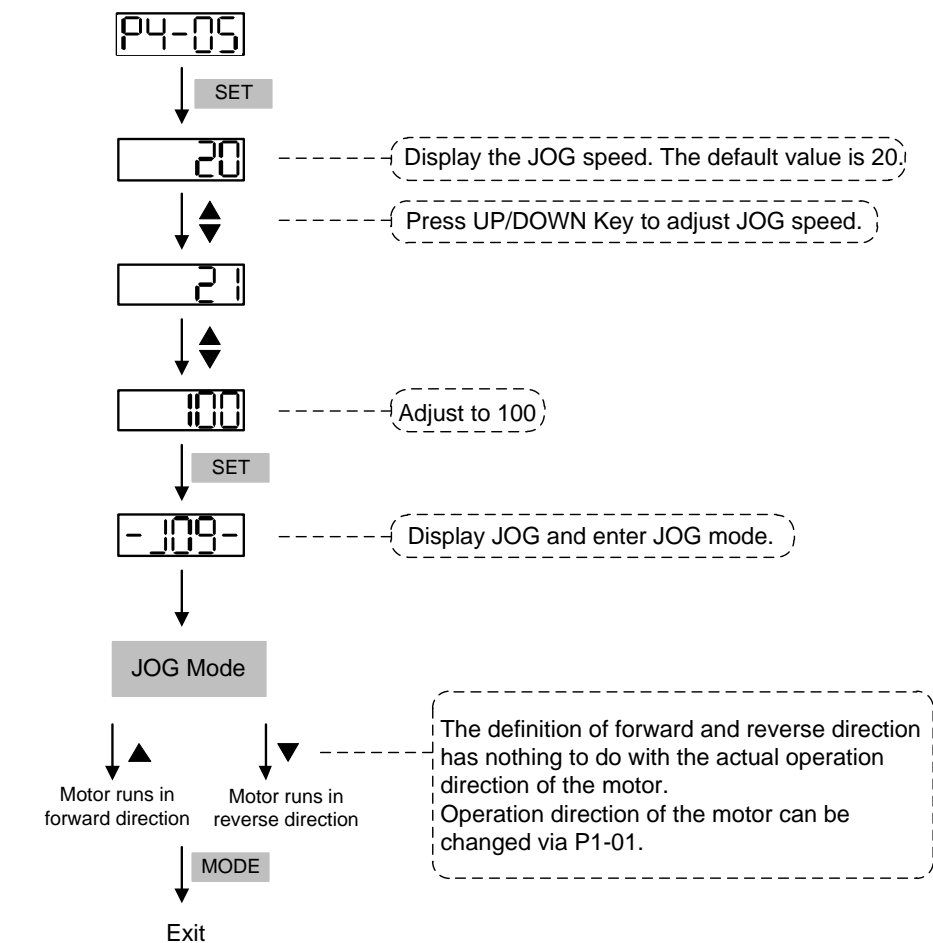 P4-05
SET
20
Display the JOG speed. The default value is 20.
Press UP/DOWN Key to adjust JOG speed.
21
100
Adjust to 100
SET
-JOG-
Display JOG and enter JOG mode.
JOG Mode
The definition of forward and reverse direction
has nothing to do with the actual operation
direction of the motor.
Operation direction of the motor can be
changed via P1-01.
Motor runs in
forward direction
Motor runs in
reverse direction
MODE
Exit